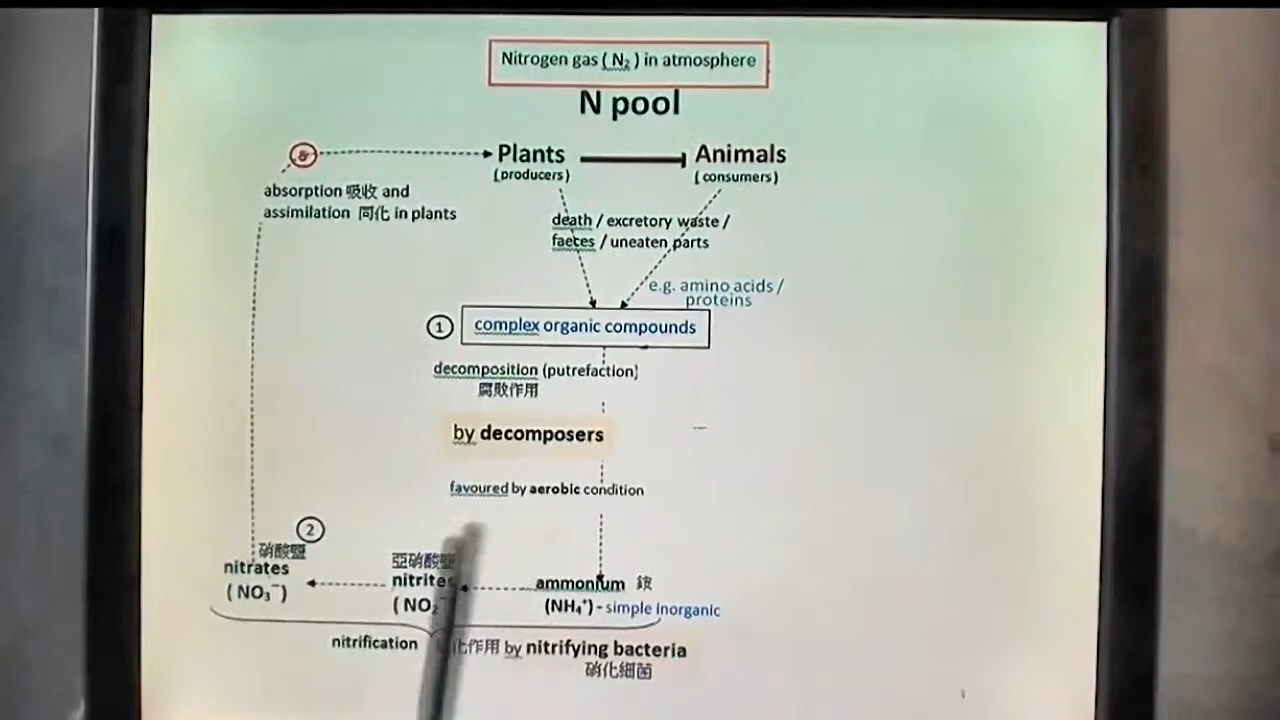 Nitrogen gas ( N₂ ) in atmosphere
N pool
Plants
(producers)
Animals
( consumers)
absorption 吸收 and
assimilation 同化 in plants
death / excretory waste /
faeces / uneaten parts
e.g. amino acids /
proteins
1 complex organic compounds
decomposition (putrefaction)
腐敗作用
by decomposers
favoured by aerobic condition
2
硝酸鹽
nitrates
( NO₃⁻ )
亞硝酸鹽
nitrites
( NO₂
ammonium 銨
(NH₄⁺) - simple inorganic
nitrification 化作用 by nitrifying bacteria
硝化細菌